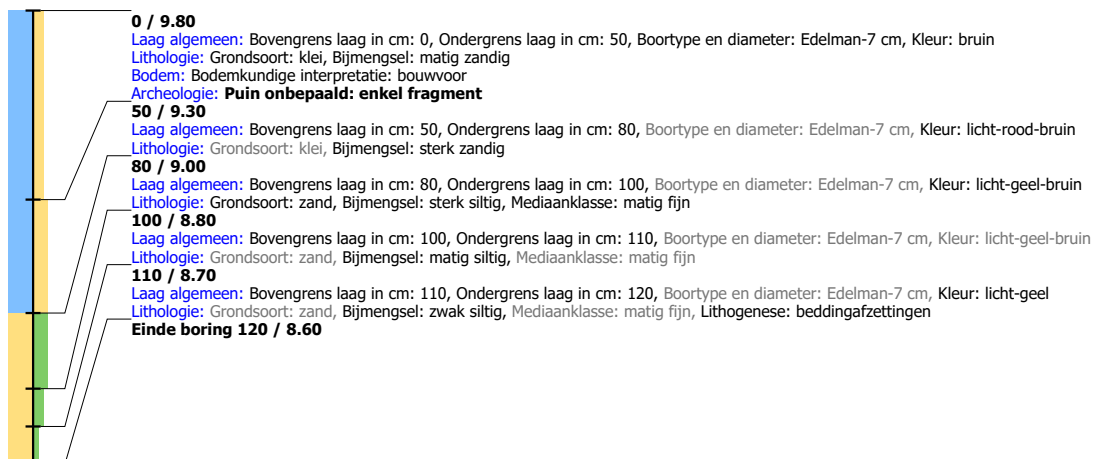 0 / 9.80
Laag algemeen: Bovengrens laag in cm: 0, Ondergrens laag in cm: 50, Boortype en diameter: Edelman-7 cm, Kleur: bruin
Lithologie: Grondsoort: klei, Bijmengsel: matig zandig
Bodem: Bodemkundige interpretatie: bouwvoor
Archeologie: Puin onbepaald: enkel fragment
50 / 9.30
Laag algemeen: Bovengrens laag in cm: 50, Ondergrens laag in cm: 80, Boortype en diameter: Edelman-7 cm, Kleur: licht-rood-bruin
Lithologie: Grondsoort: klei, Bijmengsel: sterk zandig
80 / 9.00
Laag algemeen: Bovengrens laag in cm: 80, Ondergrens laag in cm: 100, Boortype en diameter: Edelman-7 cm, Kleur: licht-geel-bruin
Lithologie: Grondsoort: zand, Bijmengsel: sterk siltig, Mediaanklasse: matig fijn
100 / 8.80
Laag algemeen: Bovengrens laag in cm: 100, Ondergrens laag in cm: 110, Boortype en diameter: Edelman-7 cm, Kleur: licht-geel-bruin
Lithologie: Grondsoort: zand, Bijmengsel: matig siltig, Mediaanklasse: matig fijn
110 / 8.70
Laag algemeen: Bovengrens laag in cm: 110, Ondergrens laag in cm: 120, Boortype en diameter: Edelman-7 cm, Kleur: licht-geel
Lithologie: Grondsoort: zand, Bijmengsel: zwak siltig, Mediaanklasse: matig fijn, Lithogenese: beddingafzettingen
Einde boring 120 / 8.60